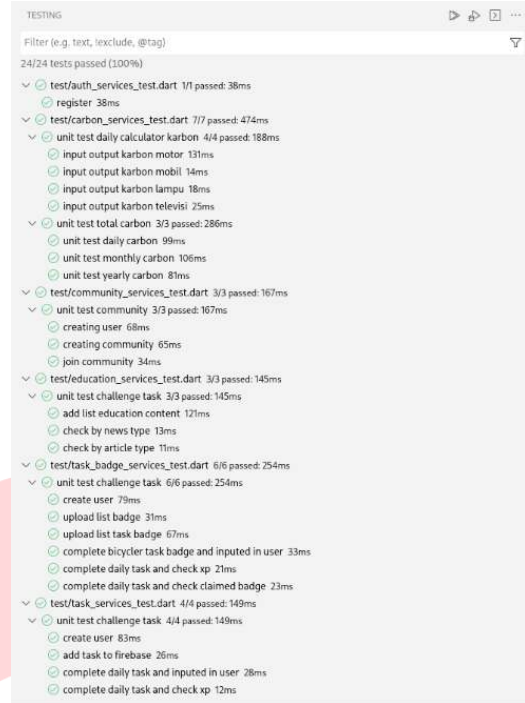 TESTING
Filter (e.g. text, !exclude, @tag)
24/24 tests passed (100%)
test/auth_services_test.dart 1/1 passed: 38ms
register 38ms
test/carbon_services_test.dart 7/7 passed: 474ms
unit test daily calculator karbon 4/4 passed: 188ms
input output karbon motor 131ms
input output karbon mobil 14ms
input output karbon lampu 18ms
input output karbon televisi 25ms
unit test total carbon 3/3 passed: 286ms
unit test daily carbon 99ms
unit test monthly carbon 106ms
unit test yearly carbon 81ms
test/community_services_test.dart 3/3 passed: 167ms
unit test community 3/3 passed: 167ms
creating user 68ms
creating community 65ms
join community 34ms
test/education_services_test.dart 3/3 passed: 145ms
unit test challenge task 3/3 passed: 145ms
add list education content 121ms
check by news type 13ms
check by article type 11ms
test/task_badge_services_test.dart 6/6 passed: 254ms
unit test challenge task 6/6 passed: 254ms
create user 79ms
upload list badge 31ms
upload list task badge 67ms
complete bicycler task badge and inputed in user 33ms
complete daily task and check xp 21ms
complete daily task and check claimed badge 23ms
test/task_services_test.dart 4/4 passed: 149ms
unit test challenge task 4/4 passed: 149ms
create user 83ms
add task to firebase 26ms
complete daily task and inputed in user 28ms
complete daily task and check xp 12ms